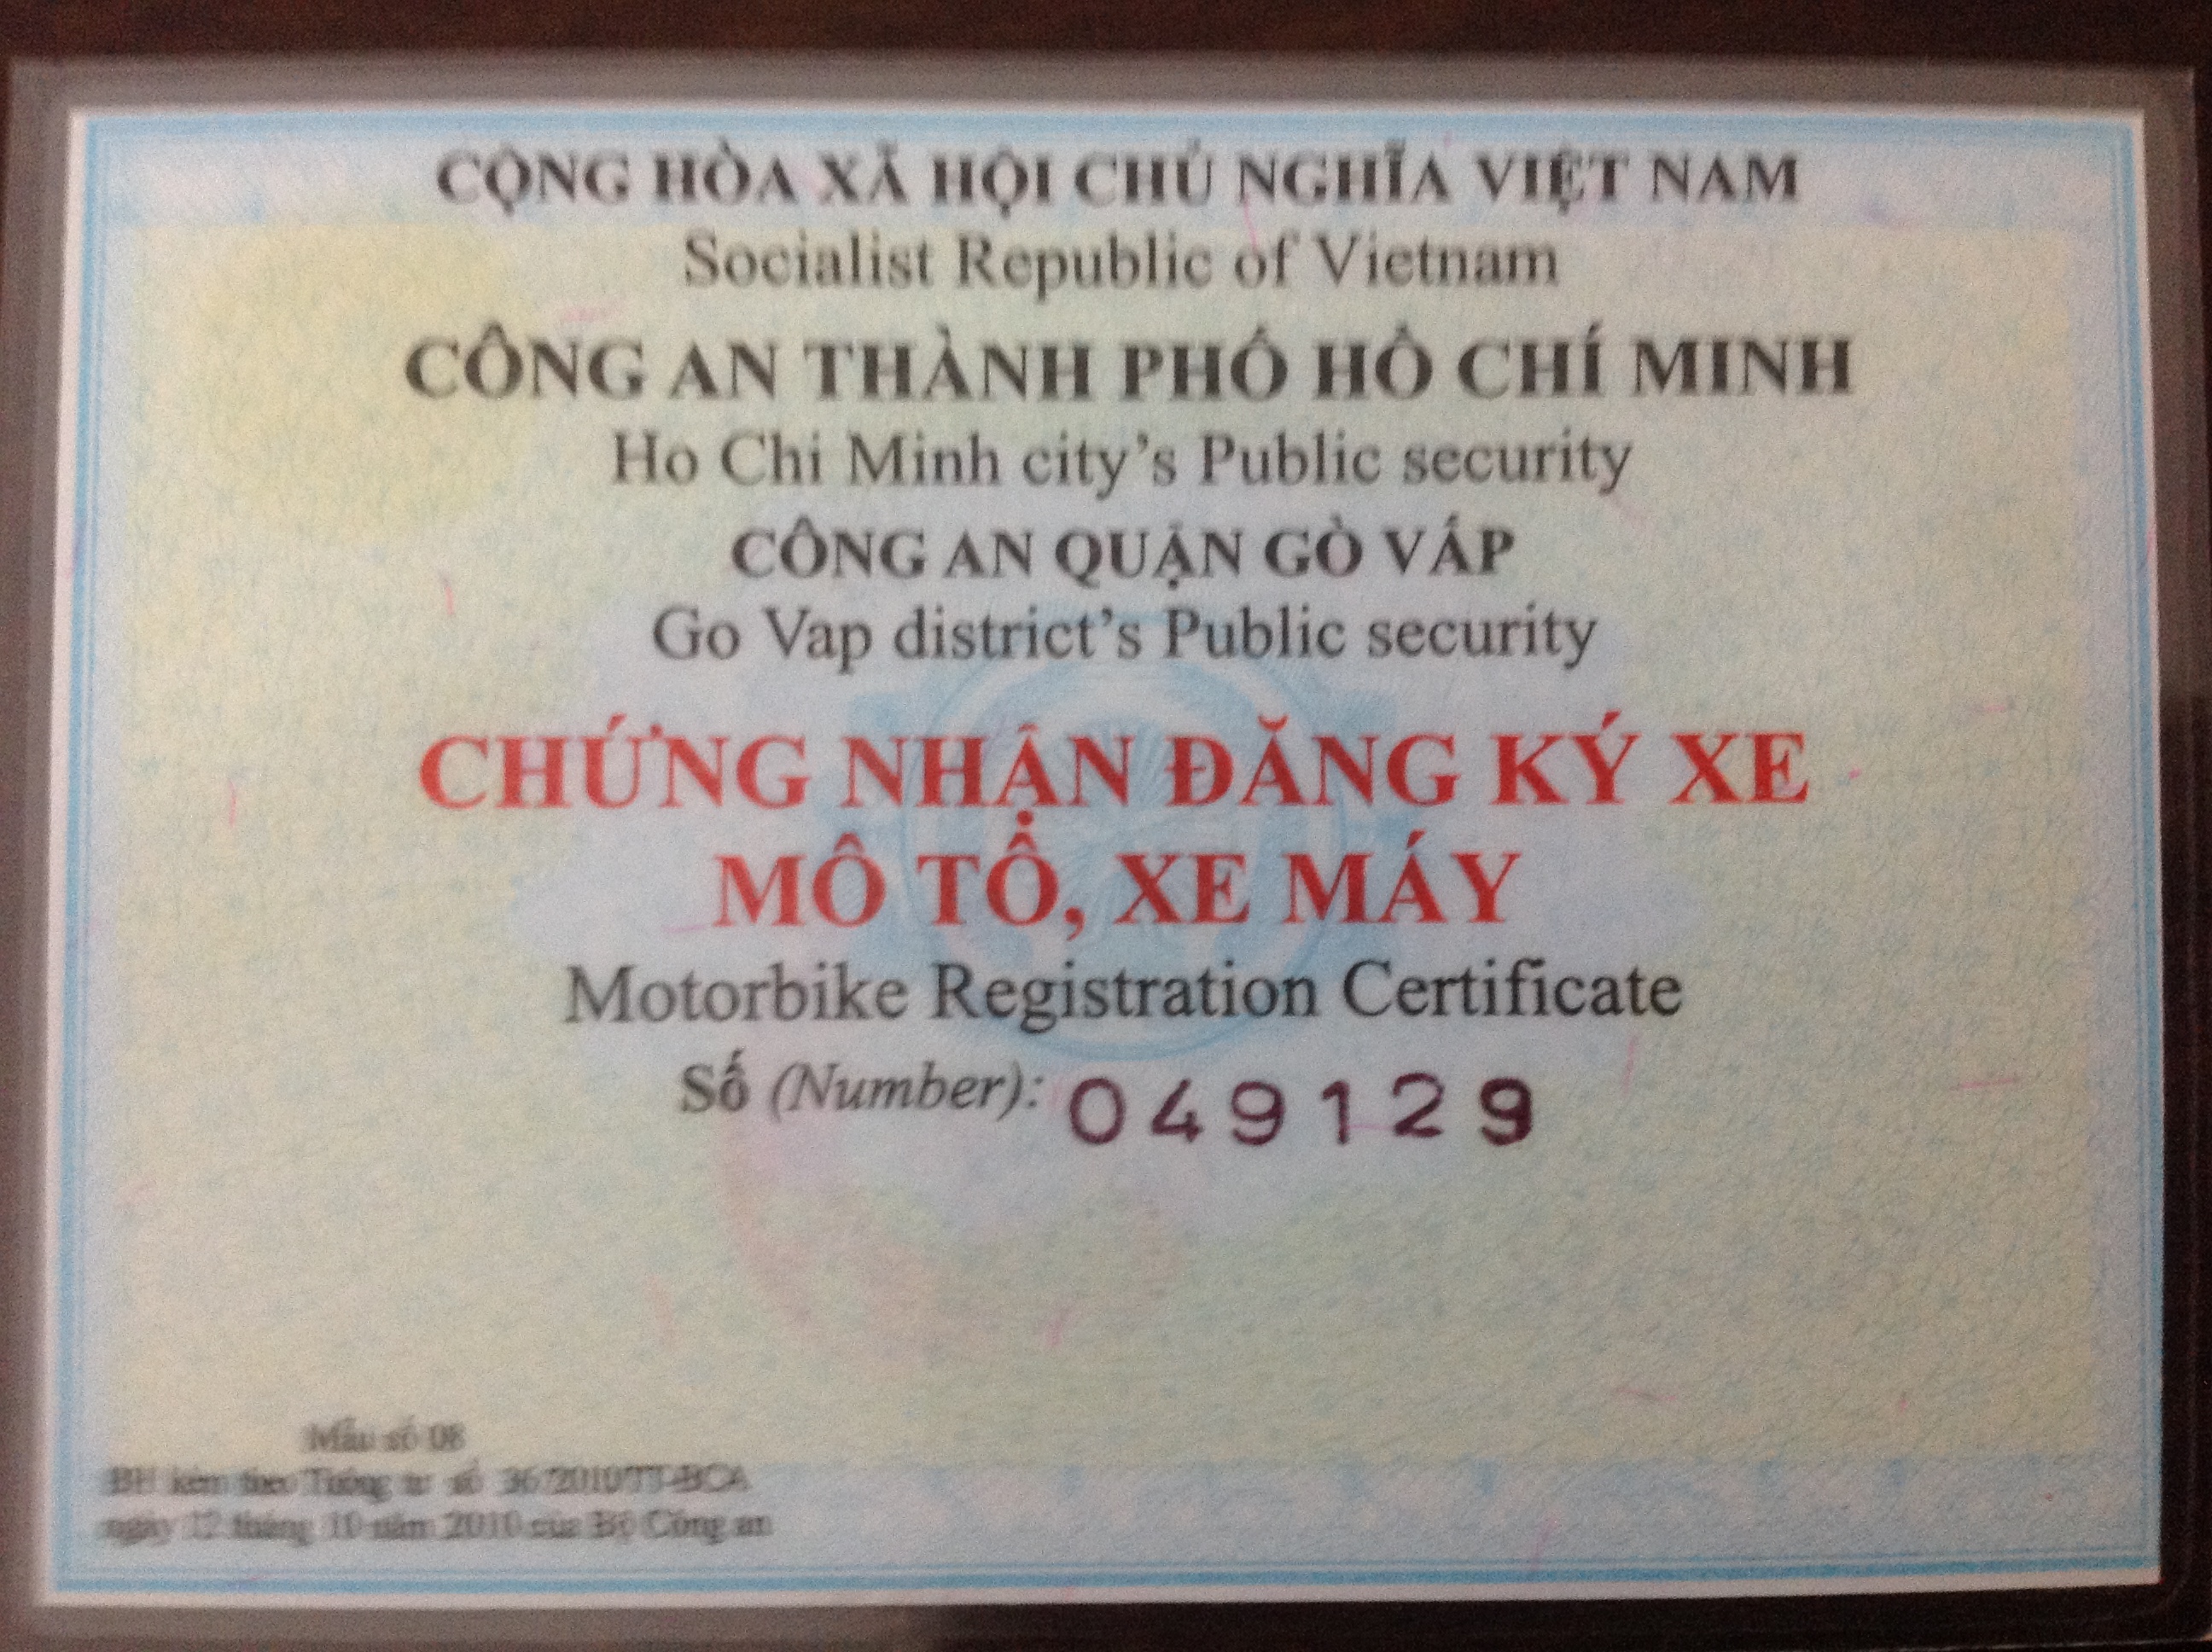 CỘNG HÒA XÃ HỘI CHỦ NGHĨA VIỆT NAM
Socialist Republic of Vietnam
CÔNG AN THÀNH PHỐ HỒ CHÍ MINH
Ho Chi Minh city's Public security
CÔNG AN QUẬN GÒ VẤP
Go Vap district's Public security
CHỨNG NHẬN ĐĂNG KÝ XE
MÔ TÔ, XE MÁY
Motorbike Registration Certificate
Số (Number): 049129
Mẫu số 08
BH kèm theo Thông tư số 36/2010/TT-BCA
ngày 12 tháng 10 năm 2010 của Bộ Công an